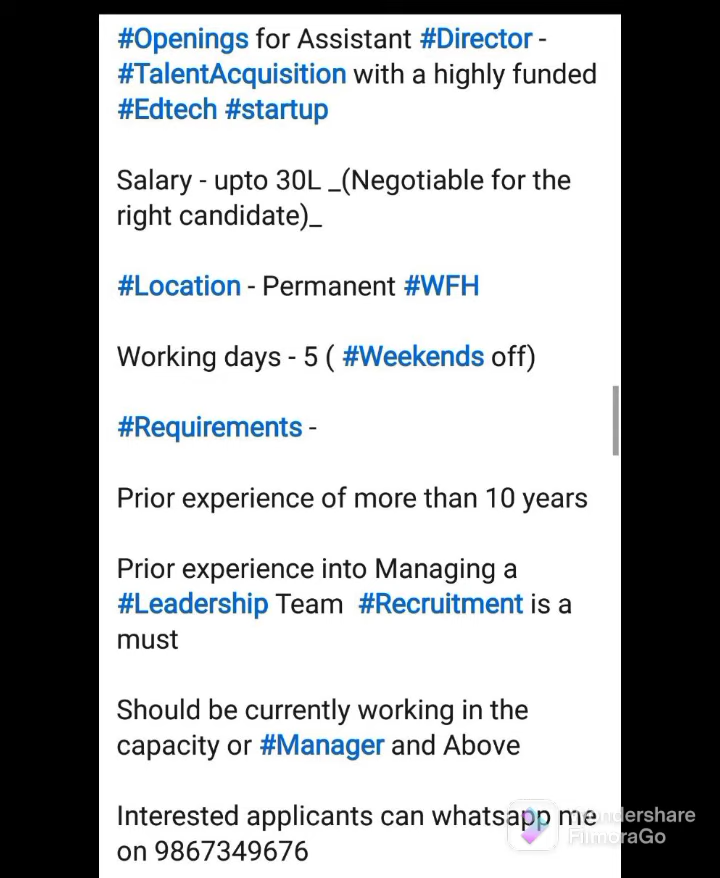 #Openings for Assistant #Director -
#TalentAcquisition with a highly funded
#Edtech #startup
Salary - upto 30L _(Negotiable for the
right candidate)_
#Location - Permanent #WFH
Working days - 5 ( #Weekends off)
#Requirements -
Prior experience of more than 10 years
Prior experience into Managing a
#Leadership Team  #Recruitment is a
must
Should be currently working in the
capacity or #Manager and Above
Interested applicants can whatsapp me
on 9867349676
Wondershare
FilmoraGo